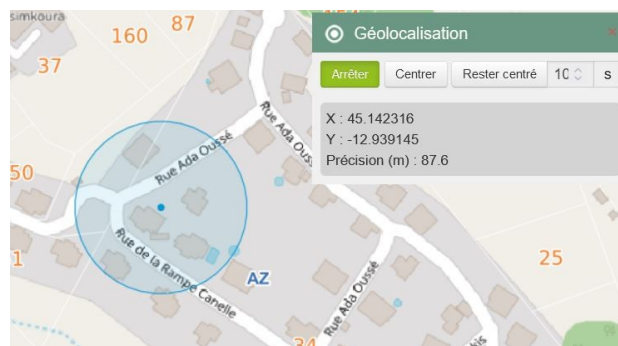 simkoura
160
87
37
50
1
Rue Ada Oussé
Rue Ada Ouss
Rue de la Rampe Canelle
AZ
Rue Ada Oussé
25
34
Géolocalisation
Arrêter
Centrer
Rester centré
10
s
X : 45.142316
Y : -12.939145
Précision (m) : 87.6